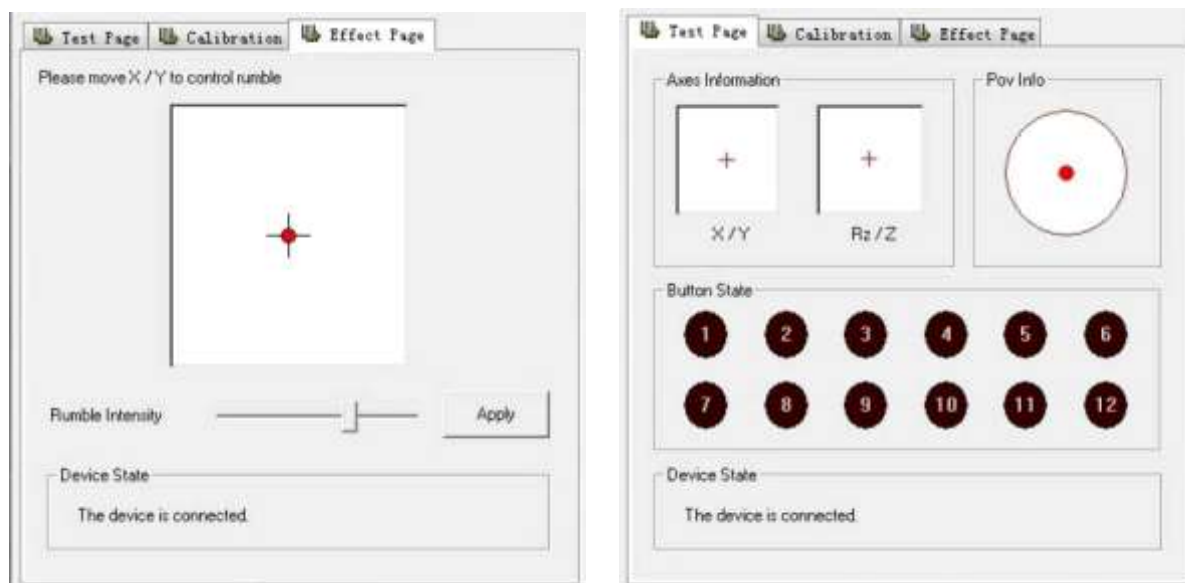 Test Page Calibration Effect Page
Please move X / Y to control rumble
Rumble Intensity Apply
Device State
The device is connected.
Test Page Calibration Effect Page
Axes Information Pov Info
X / Y Rz / Z
Button State
1 2 3 4 5 6
7 8 9 10 11 12
Device State
The device is connected.